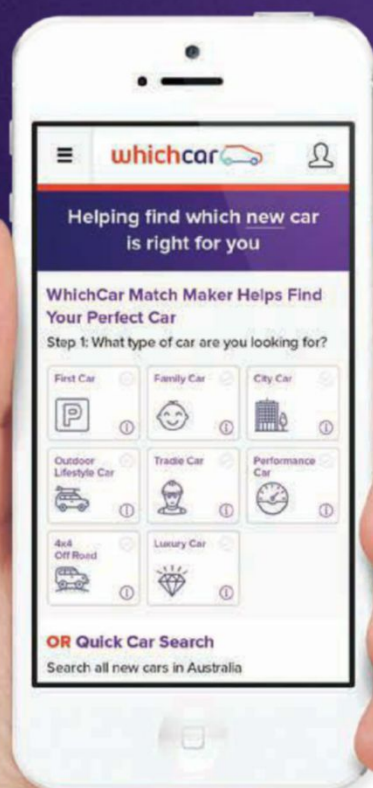 whichcar
Helping find which new car
is right for you
WhichCar Match Maker Helps Find
Your Perfect Car
Step 1: What type of car are you looking for?
First Car
Family Car
City Car
P
Outdoor
Lifestyle Car
Tradie Car
Performance
Car
4x4
Off Road
Luxury Car
OR Quick Car Search
Search all new cars in Australia